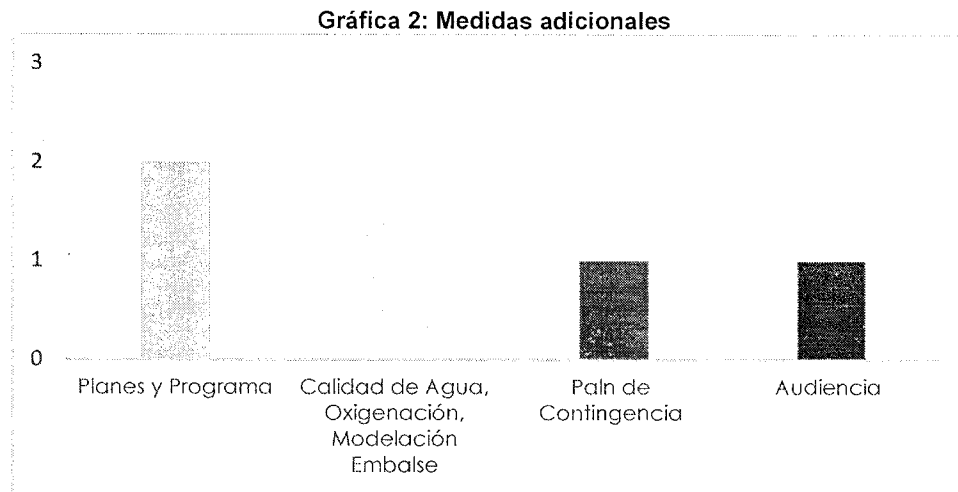 Gráfica 2: Medidas adicionales
3
2
1
0
Planes y Programa
Calidad de Agua,
Oxigenación,
Modelación
Embalse
Paln de
Contingencia
Audiencia